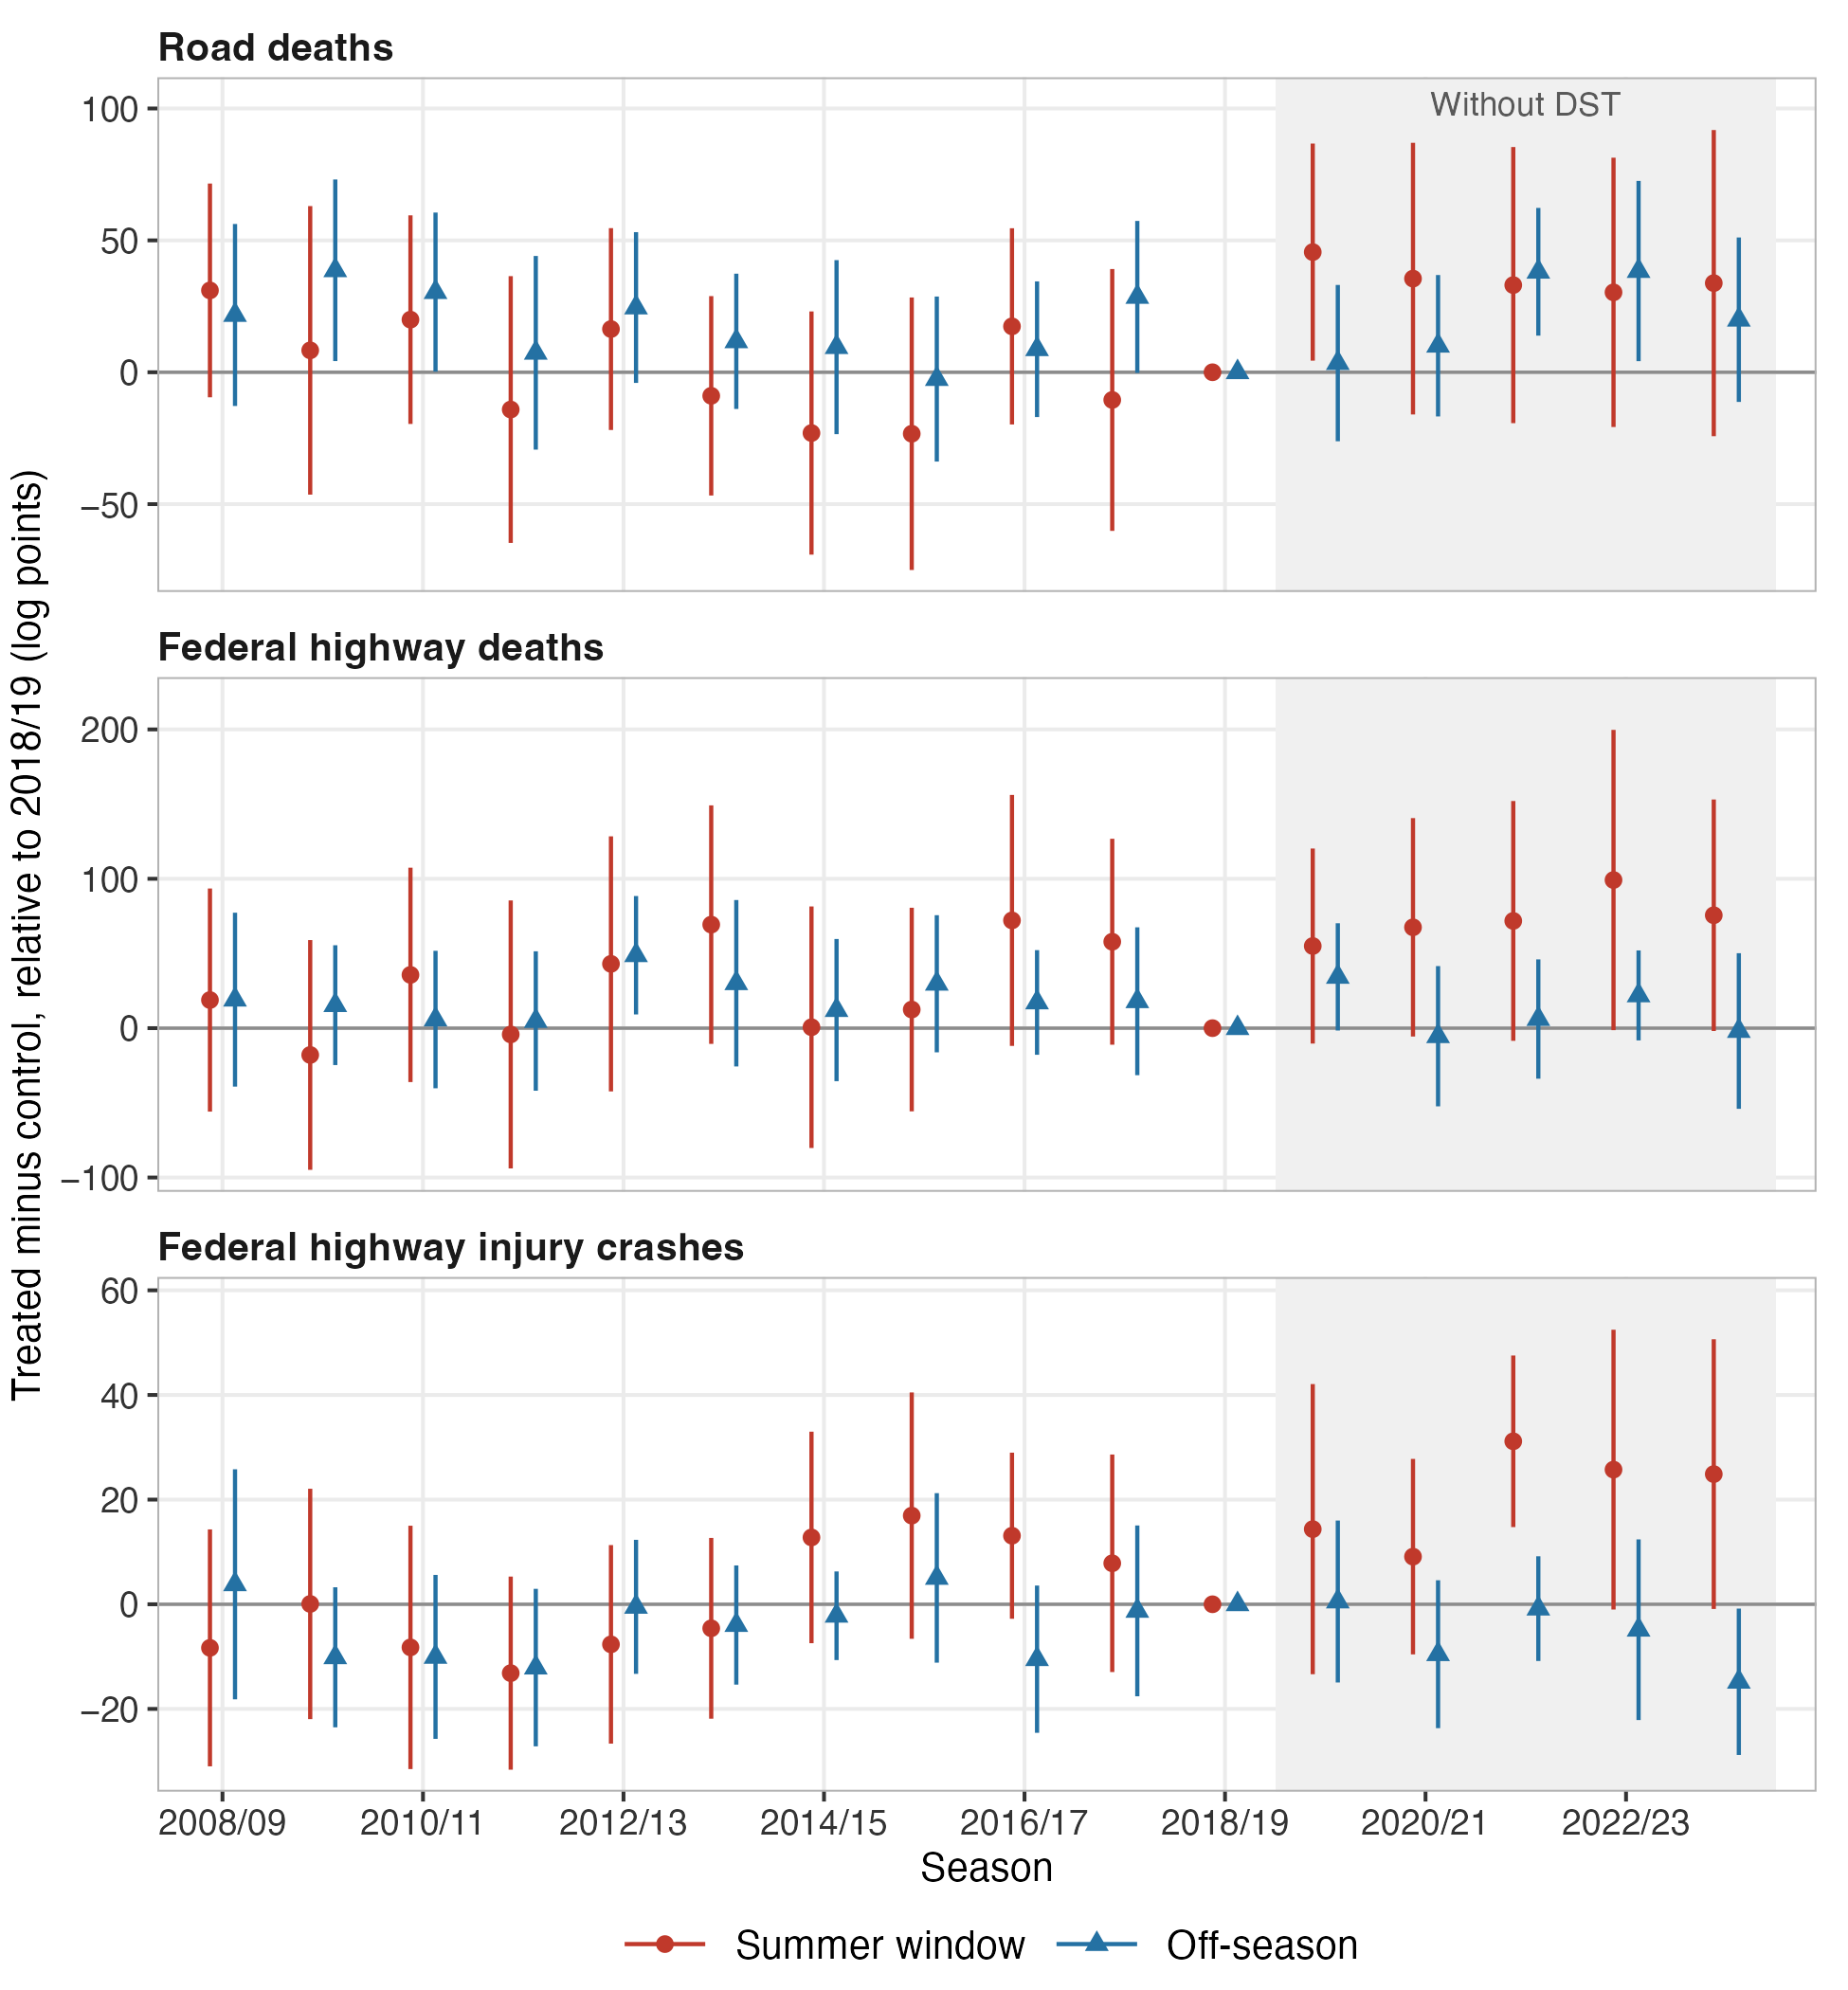 Road deaths
100
50
0
−50
Without DST
Treated minus control, relative to 2018/19 (log points)
Federal highway deaths
200
100
0
−100
Federal highway injury crashes
60
40
20
0
−20
2008/09 2010/11 2012/13 2014/15 2016/17 2018/19 2020/21 2022/23
Season
Summer window Off-season